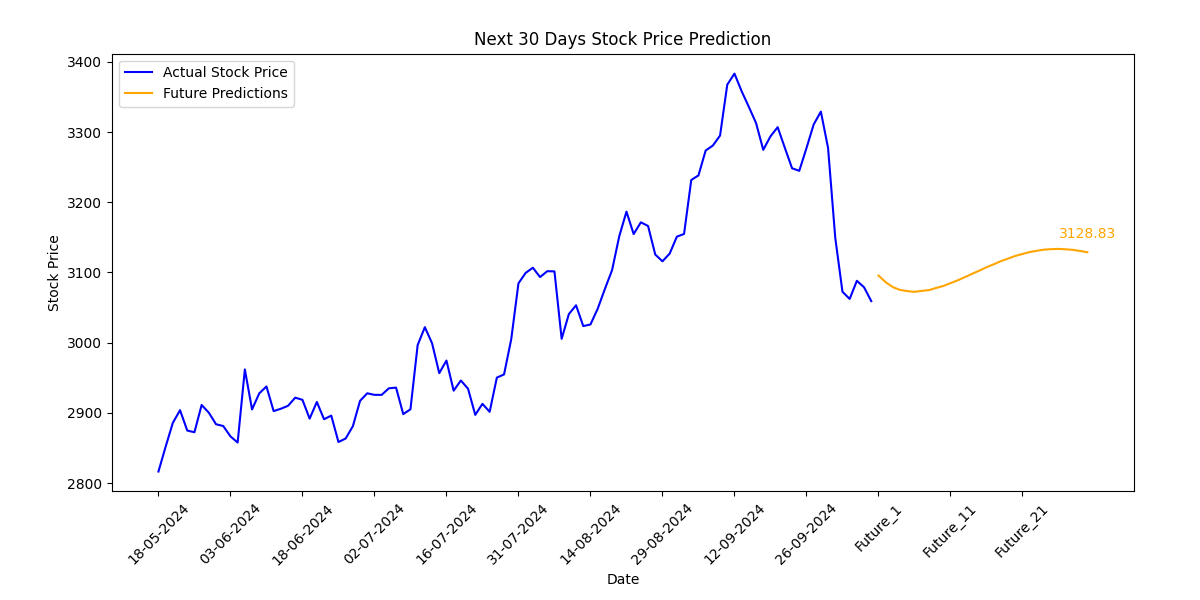 Next 30 Days Stock Price Prediction
Actual Stock Price
Future Predictions
3400
3300
3200
3100
3000
2900
2800
Stock Price
3128.83
18-05-2024
03-06-2024
18-06-2024
02-07-2024
16-07-2024
31-07-2024
14-08-2024
29-08-2024
12-09-2024
26-09-2024
Future_1
Future_11
Future_21
Date